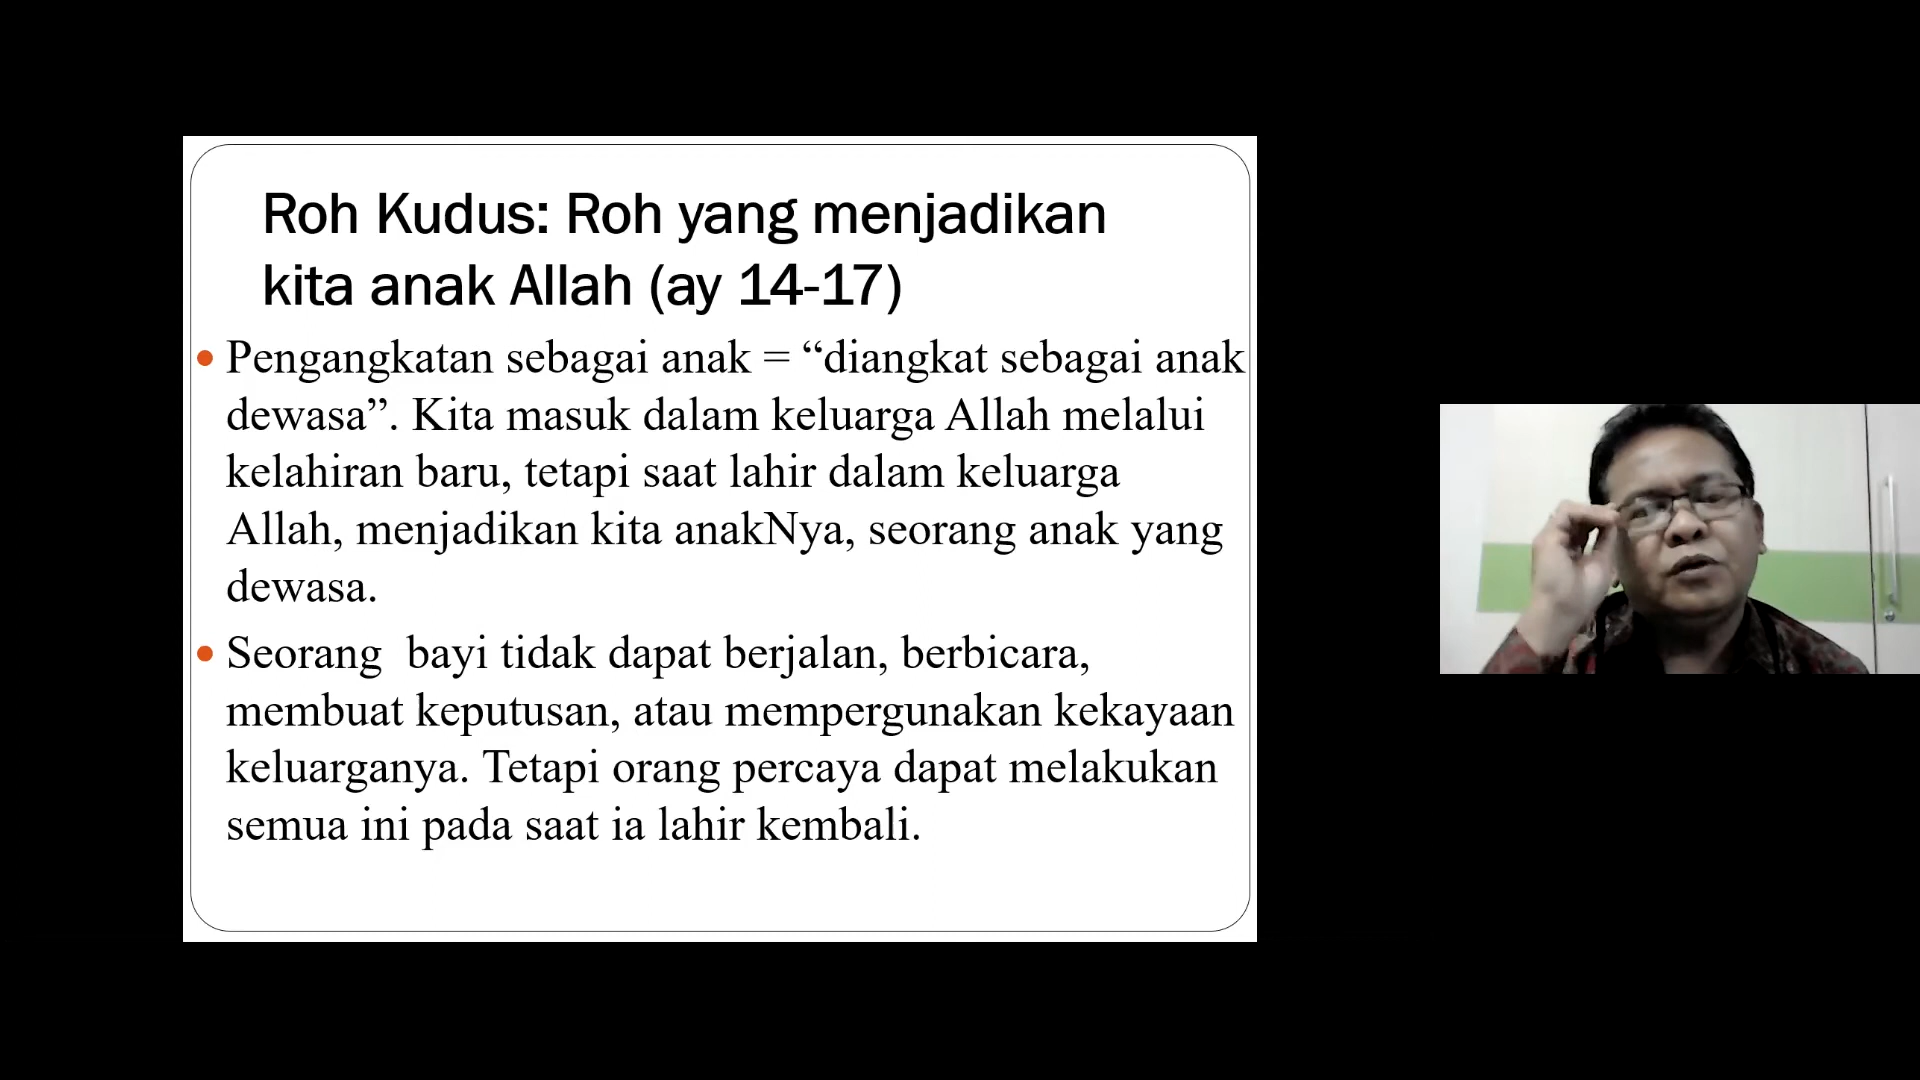 Roh Kudus: Roh yang menjadikan
kita anak Allah (ay 14-17)
Pengangkatan sebagai anak = “diangkat sebagai anak
dewasa”. Kita masuk dalam keluarga Allah melalui
kelahiran baru, tetapi saat lahir dalam keluarga
Allah, menjadikan kita anakNya, seorang anak yang
dewasa.
Seorang  bayi tidak dapat berjalan, berbicara,
membuat keputusan, atau mempergunakan kekayaan
keluarganya. Tetapi orang percaya dapat melakukan
semua ini pada saat ia lahir kembali.